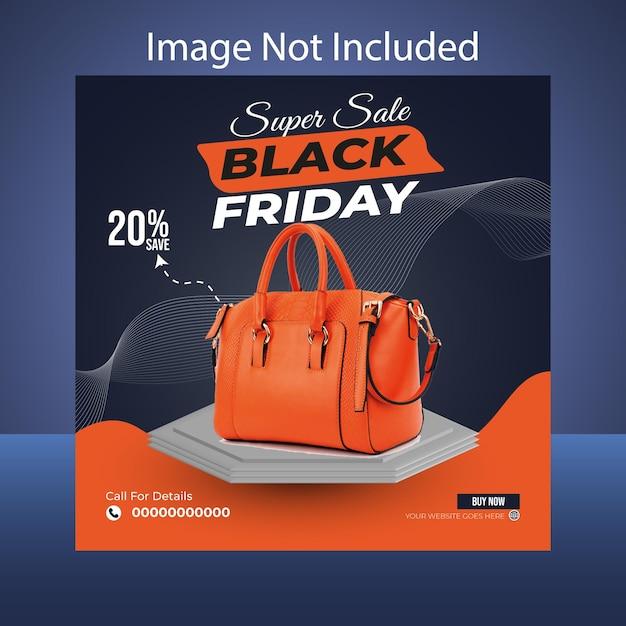 Image Not Included
Super Sale
BLACK
FRIDAY
20%
SAVE
Call For Details
00000000000
BUY NOW
YOUR WEBSITE GOES HERE